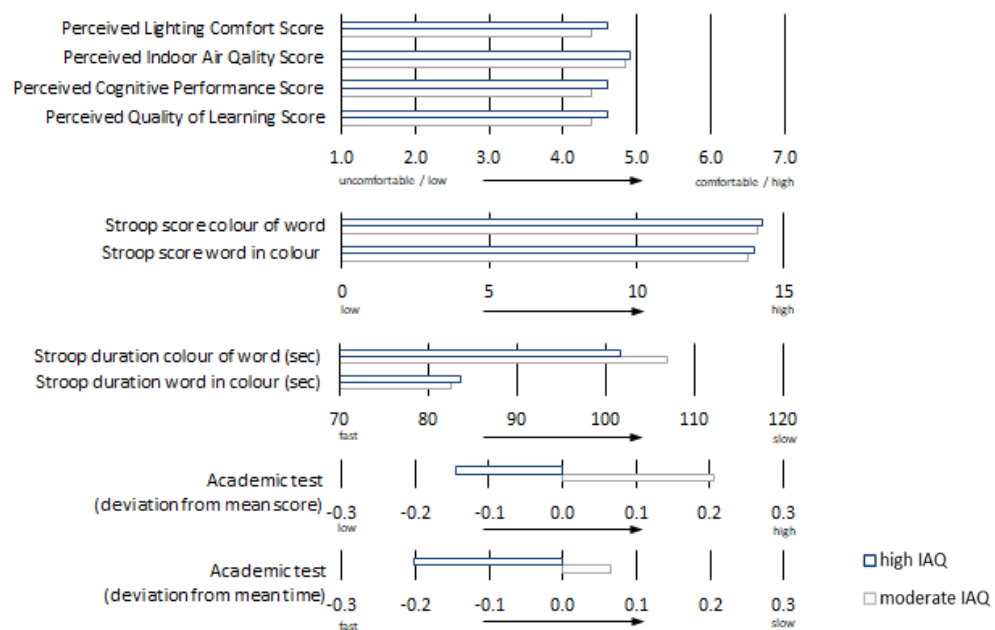 Perceived Lighting Comfort Score
Perceived Indoor Air Qality Score
Perceived Cognitive Performance Score
Perceived Quality of Learning Score
1.0 2.0 3.0 4.0 5.0 6.0 7.0
uncomfortable / low comfortable / high
Stroop score colour of word
Stroop score word in colour
0 5 10 15
low high
Stroop duration colour of word (sec)
Stroop duration word in colour (sec)
70 80 90 100 110 120
fast slow
Academic test
(deviation from mean score)
-0.3 -0.2 -0.1 0.0 0.1 0.2 0.3
low high
Academic test
(deviation from mean time)
-0.3 -0.2 -0.1 0.0 0.1 0.2 0.3
fast slow
high IAQ
moderate IAQ